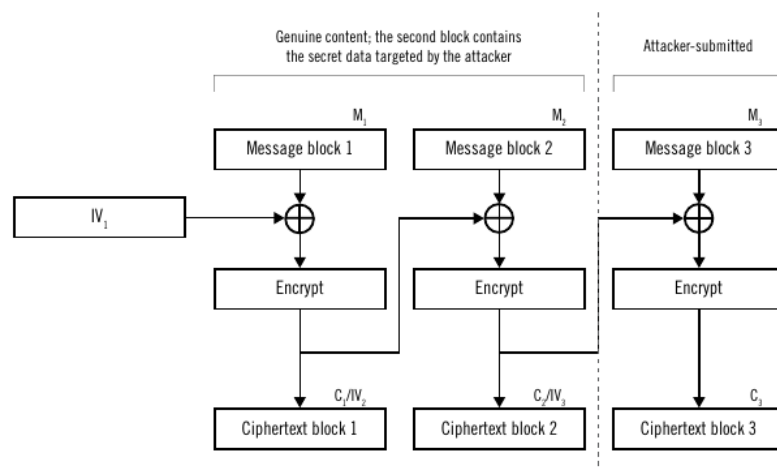 Genuine content; the second block contains
the secret data targeted by the attacker
Attacker-submitted
M₁
M₂
M₃
Message block 1
Message block 2
Message block 3
IV₁
Encrypt
Encrypt
Encrypt
C₁/IV₂
C₂/IV₃
C₃
Ciphertext block 1
Ciphertext block 2
Ciphertext block 3